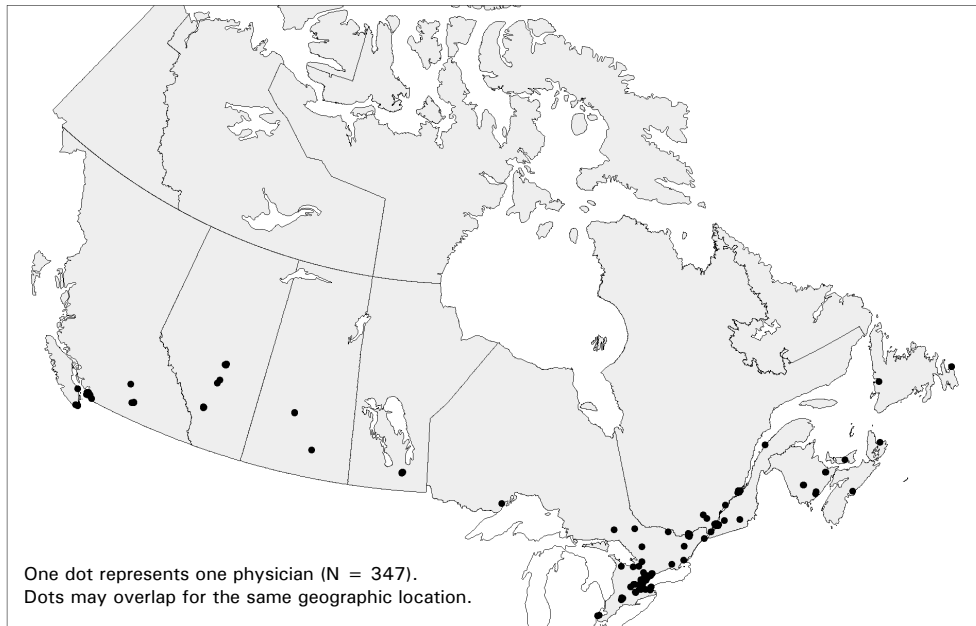 One dot represents one physician (N = 347).
Dots may overlap for the same geographic location.